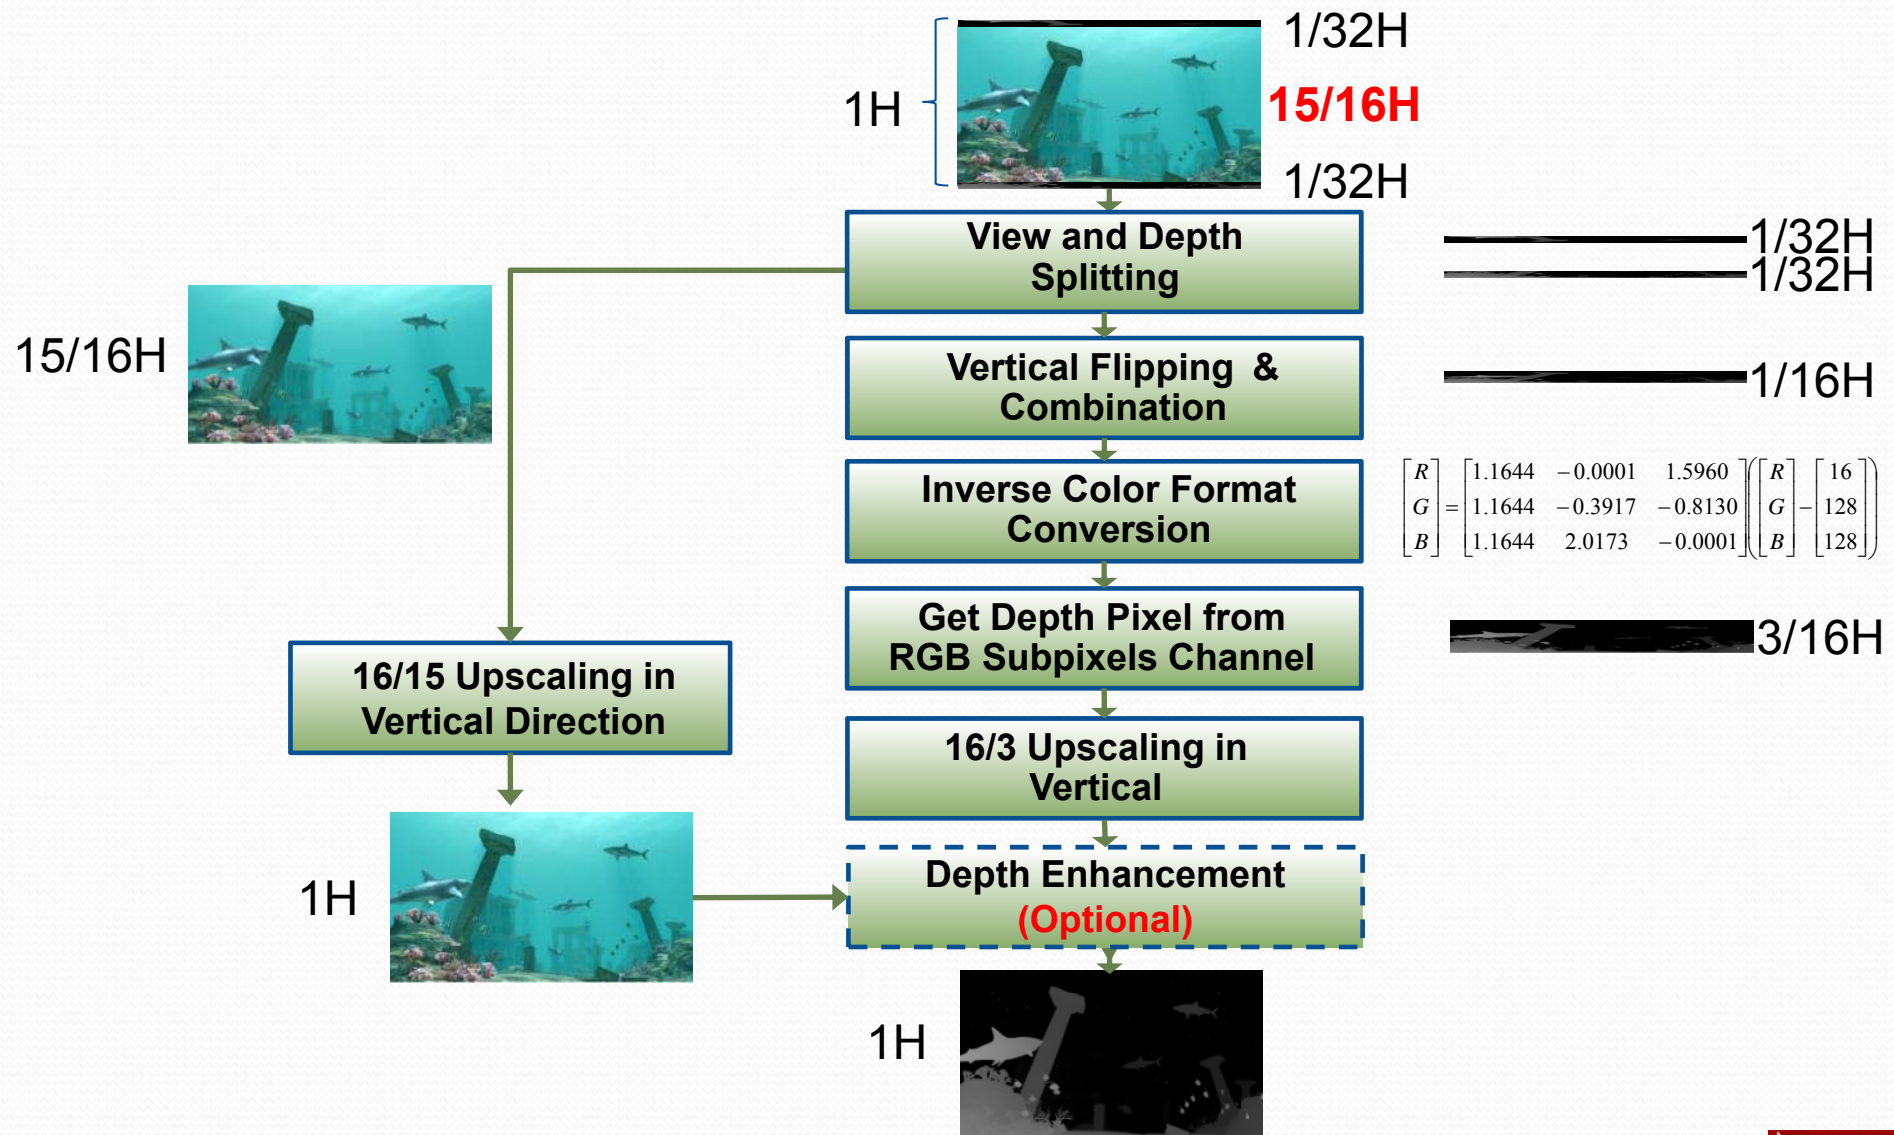 1/32H
1H
15/16H
1/32H
View and Depth
Splitting
1/32H
1/32H
15/16H
Vertical Flipping &
Combination
1/16H
Inverse Color Format
Conversion
[R] [1.1644 −0.0001 1.5960] ([R] [16])
[G] = [1.1644 −0.3917 −0.8130] ([G] − [128])
[B] [1.1644 2.0173 −0.0001] ([B] [128])
Get Depth Pixel from
RGB Subpixels Channel
3/16H
16/15 Upscaling in
Vertical Direction
16/3 Upscaling in
Vertical
1H
Depth Enhancement
(Optional)
1H